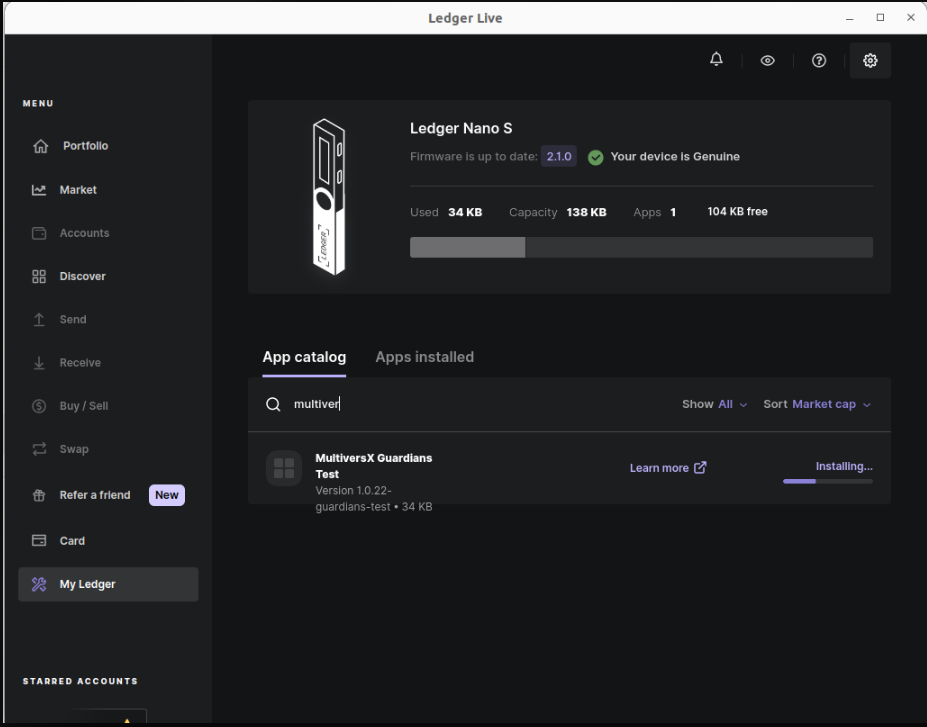 Ledger Live
MENU
Portfolio
Market
Accounts
Discover
Send
Receive
Buy / Sell
Swap
Refer a friend New
Card
My Ledger
STARRED ACCOUNTS
Ledger Nano S
Firmware is up to date: 2.1.0 Your device is Genuine
Used 34 KB Capacity 138 KB Apps 1 104 KB free
LEDGER
App catalog Apps installed
multiver
Show All Sort Market cap
MultiversX Guardians
Test
Version 1.0.22-
guardians-test • 34 KB
Learn more
Installing...